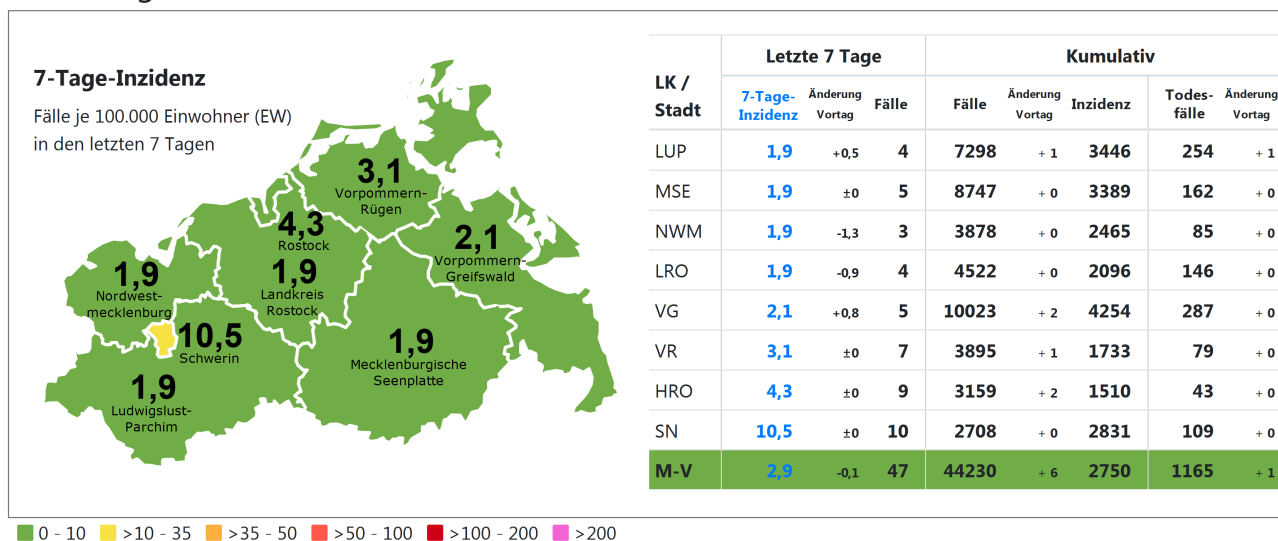 7-Tage-Inzidenz
Fälle je 100.000 Einwohner (EW)
in den letzten 7 Tagen
3,1
Vorpommern-
Rügen
4,3
Rostock
2,1
Vorpommern-
Greifswald
1,9
Nordwest-
mecklenburg
1,9
Landkreis
Rostock
10,5
Schwerin
1,9
Mecklenburgische
Seenplatte
1,9
Ludwigslust-
Parchim
Letzte 7 Tage Kumulativ
LK /
Stadt
7-Tage-
Inzidenz
Änderung
Vortag
Fälle
Fälle
Änderung
Vortag
Inzidenz
Todes-
fälle
Änderung
Vortag
LUP 1,9 +0,5 4 7298 + 1 3446 254 + 1
MSE 1,9 ±0 5 8747 + 0 3389 162 + 0
NWM 1,9 -1,3 3 3878 + 0 2465 85 + 0
LRO 1,9 -0,9 4 4522 + 0 2096 146 + 0
VG 2,1 +0,8 5 10023 + 2 4254 287 + 0
VR 3,1 ±0 7 3895 + 1 1733 79 + 0
HRO 4,3 ±0 9 3159 + 2 1510 43 + 0
SN 10,5 ±0 10 2708 + 0 2831 109 + 0
M-V 2,9 -0,1 47 44230 + 6 2750 1165 + 1
0 - 10 >10 - 35 >35 - 50 >50 - 100 >100 - 200 >200